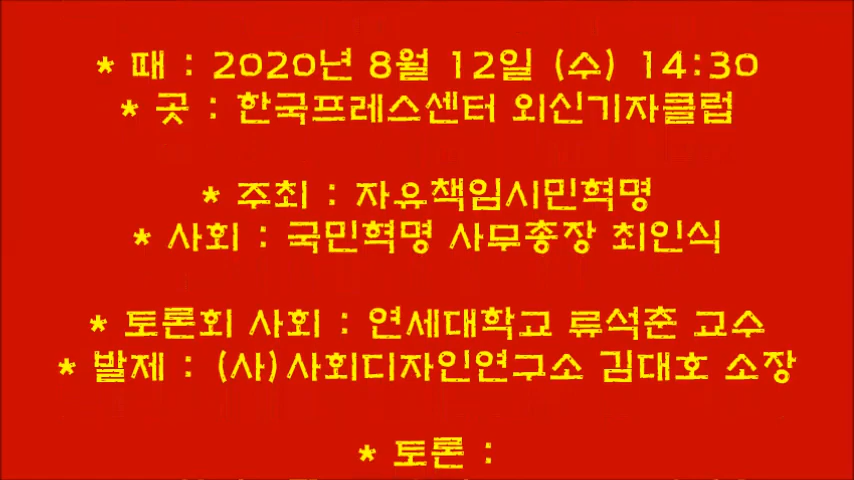 * 때 : 2020년 8월 12일 (수) 14:30
* 곳 : 한국프레스센터 외신기자클럽
* 주최 : 자유책임시민혁명
* 사회 : 국민혁명 사무총장 최인식
* 토론회 사회 : 연세대학교 류석춘 교수
* 발제 : (사)사회디자인연구소 김대호 소장
* 토론 :